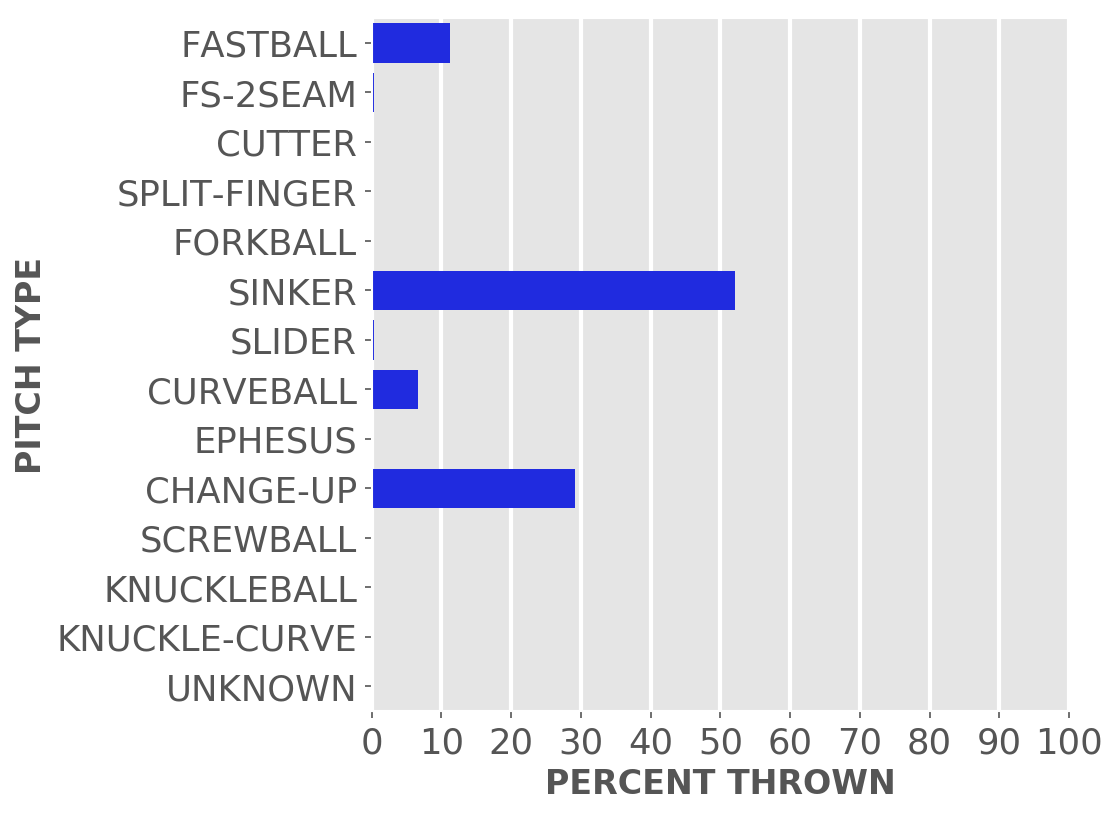 FASTBALL
FS-2SEAM
CUTTER
SPLIT-FINGER
FORKBALL
SINKER
SLIDER
CURVEBALL
EPHESUS
CHANGE-UP
SCREWBALL
KNUCKLEBALL
KNUCKLE-CURVE
UNKNOWN
PITCH TYPE
0 10 20 30 40 50 60 70 80 90 100
PERCENT THROWN